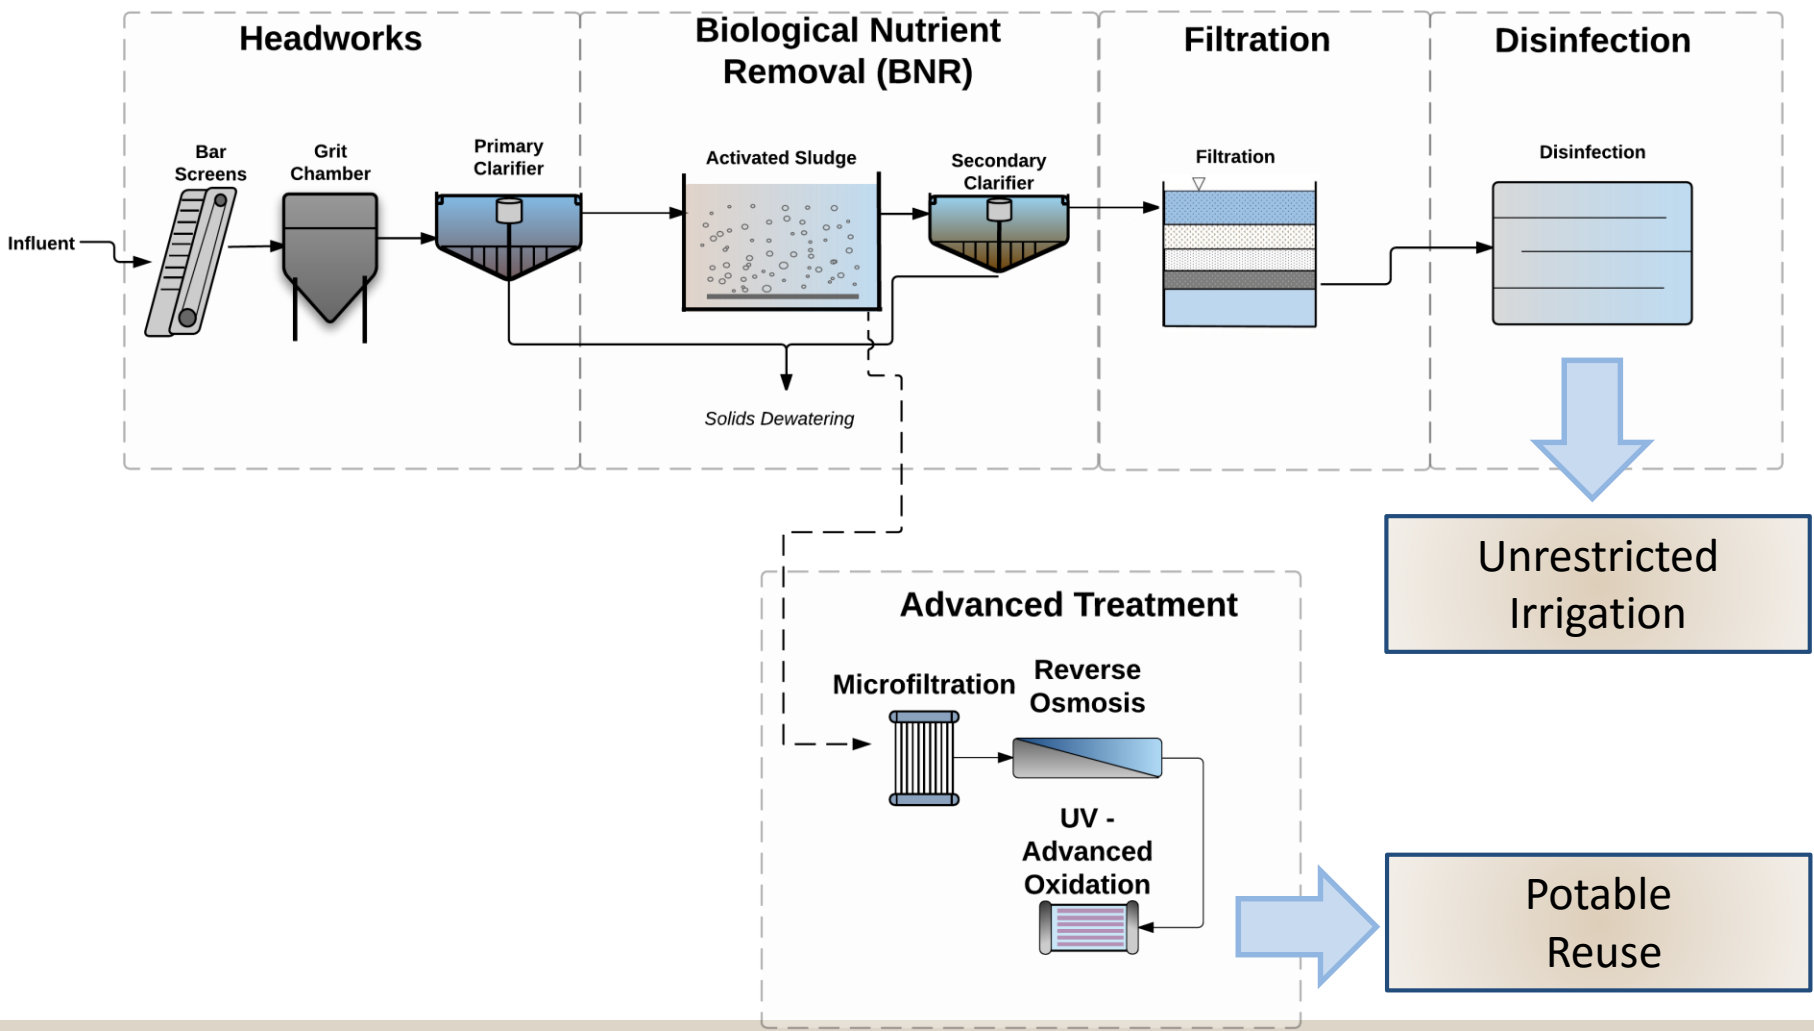 Headworks
Biological Nutrient
Removal (BNR)
Filtration
Disinfection
Influent
Bar
Screens
Grit
Chamber
Primary
Clarifier
Activated Sludge
Secondary
Clarifier
Filtration
Disinfection
Solids Dewatering
Unrestricted
Irrigation
Advanced Treatment
Microfiltration
Reverse
Osmosis
UV -
Advanced
Oxidation
Potable
Reuse